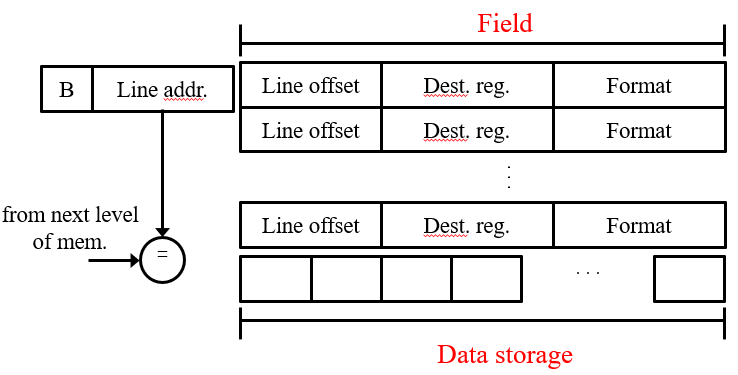 Field
B Line addr. Line offset Dest. reg. Format
Line offset Dest. reg. Format
. . .
from next level
of mem.
Line offset Dest. reg. Format
=
. . .
Data storage